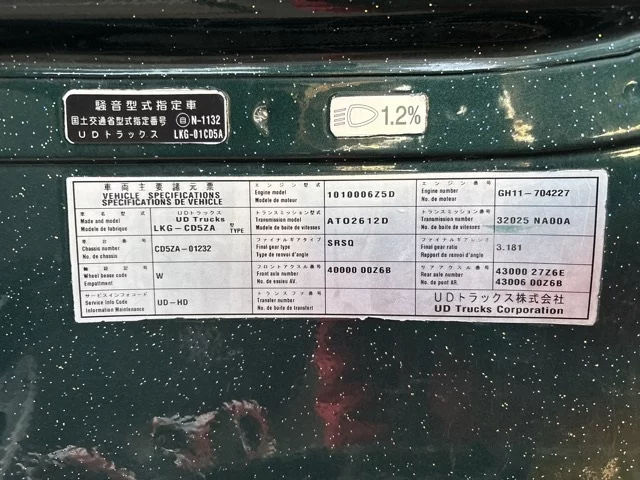 騒音型式指定車
国土交通省型式指定番号 自N-1132
UDトラックス LKG-01CD5A
1.2%
車両主要諸元票
VEHICLE SPECIFICATIONS
SPECIFICATIONS DE VEHICLE
車名型式
Made and model
Modele de fabrique
UDトラックス
UD Trucks
LKG-CD5ZA 型 TYPE
車台番号
Chassis number
No. de chassis
CD5ZA-01232
軸距記号
Wheel base code
Empattment
W
サービスインフォコード
Service Info Code
Information Maintenance
UD-HD
エンジン型式
Engine model
Modele de moteur
1010006Z5D
トランスミッション型式
Transmission model
Modele de boite de vitesses
ATO2612D
ファイナルギアタイプ
Final gear type
Type de renvoi d'angle
SRSQ
フロントアクスル番号
Front axle number
No. de essieu AV.
40000 00Z6B
トランスファ番号
Transfer number
No. de boite de transfert
エンジン番号
Engine number
No. de moteur
GH11-704227
トランスミッション番号
Transmission number
No. de boite de vitesses
32025 NA00A
ファイナルギアレシオ
Final gear ratio
Rapport de renvoi d'angle
3.181
リアアクスル番号
Rear axle number
No. de pont AR.
43000 27Z6E
43006 00Z6B
UDトラックス株式会社
UD Trucks Corporation